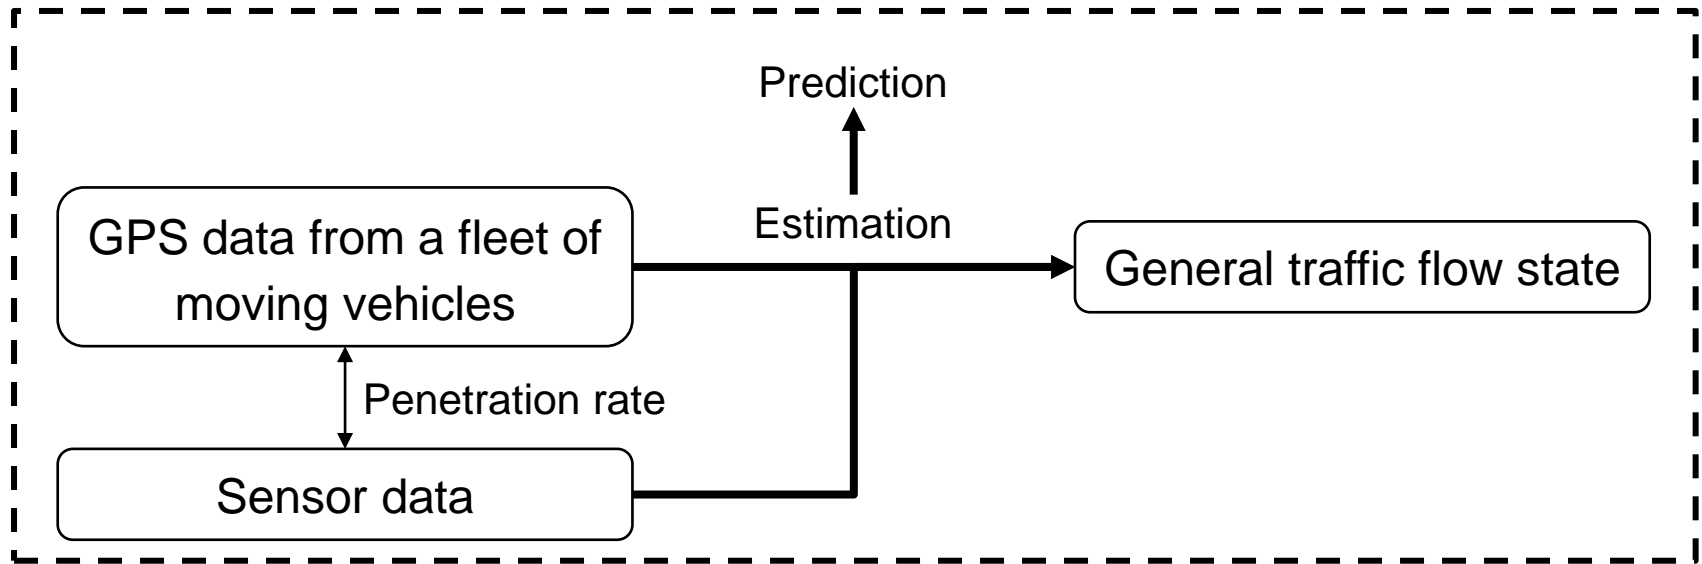 Prediction
Estimation
GPS data from a fleet of
moving vehicles
General traffic flow state
Penetration rate
Sensor data